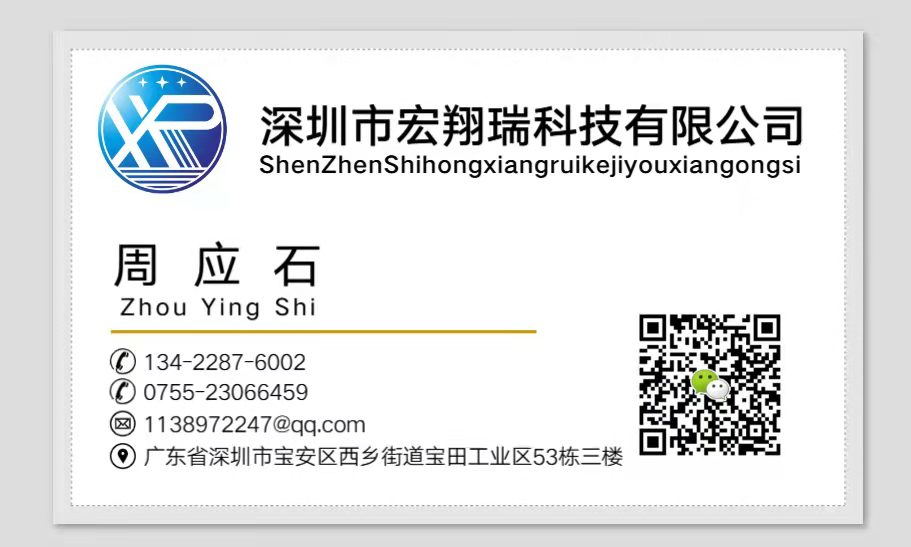 XR
深圳市宏翔瑞科技有限公司
ShenZhenShihongxiangruikejiyouxiangongsi
周应石
Zhou Ying Shi
134-2287-6002
0755-23066459
1138972247@qq.com
广东省深圳市宝安区西乡街道宝田工业区53栋三楼